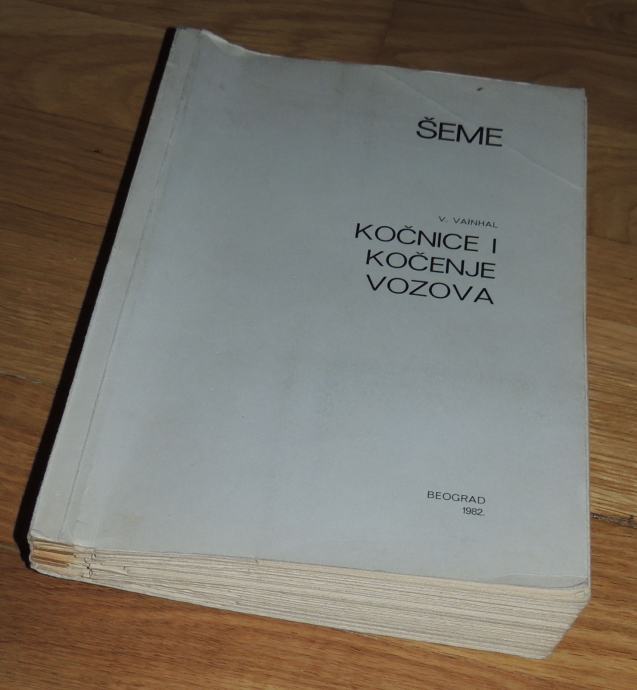 ŠEME
V. VAINHAL
KOČNICE I
KOČENJE
VOZOVA
BEOGRAD
1982.